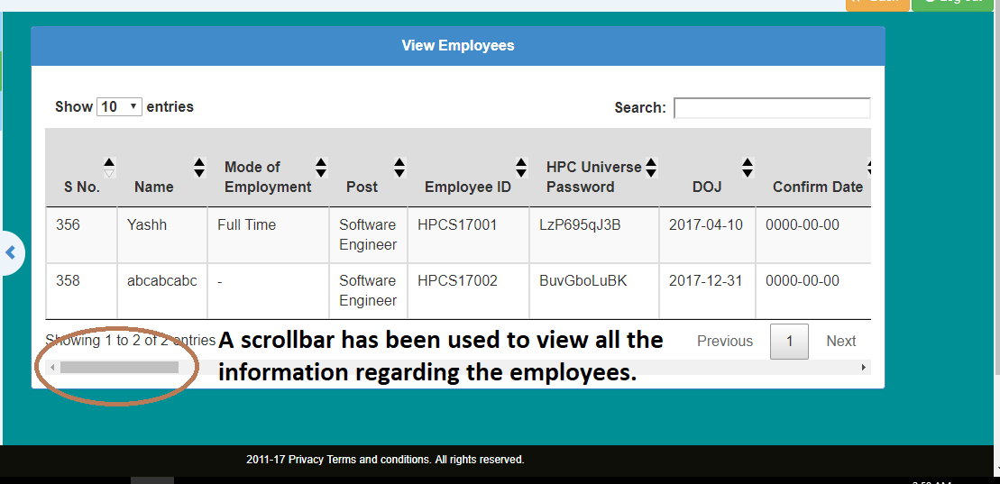 View Employees
Show 10 entries
Search:
S No. Name Mode of Employment Post Employee ID HPC Universe Password DOJ Confirm Date
356 Yashh Full Time Software Engineer HPCS17001 LzP695qJ3B 2017-04-10 0000-00-00
358 abcabcabc - Software Engineer HPCS17002 BuvGboLuBK 2017-12-31 0000-00-00
Showing 1 to 2 of 2 entries
A scrollbar has been used to view all the
information regarding the employees.
Previous 1 Next
2011-17 Privacy Terms and conditions. All rights reserved.